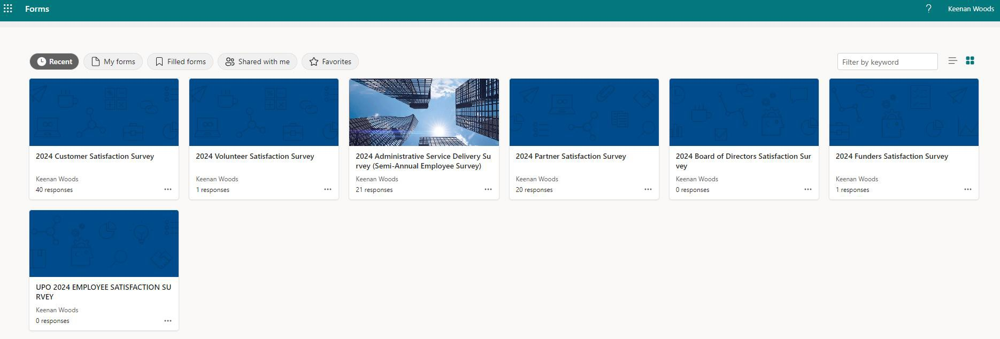 Forms
? Keenan Woods
Recent My forms Filled forms Shared with me Favorites Filter by keyword
2024 Customer Satisfaction Survey
Keenan Woods
40 responses
2024 Volunteer Satisfaction Survey
Keenan Woods
1 responses
2024 Administrative Service Delivery Su
rvey (Semi-Annual Employee Survey)
Keenan Woods
21 responses
2024 Partner Satisfaction Survey
Keenan Woods
20 responses
2024 Board of Directors Satisfaction Sur
vey
Keenan Woods
0 responses
2024 Funders Satisfaction Survey
Keenan Woods
1 responses
UPO 2024 EMPLOYEE SATISFACTION SU
RVEY
Keenan Woods
0 responses